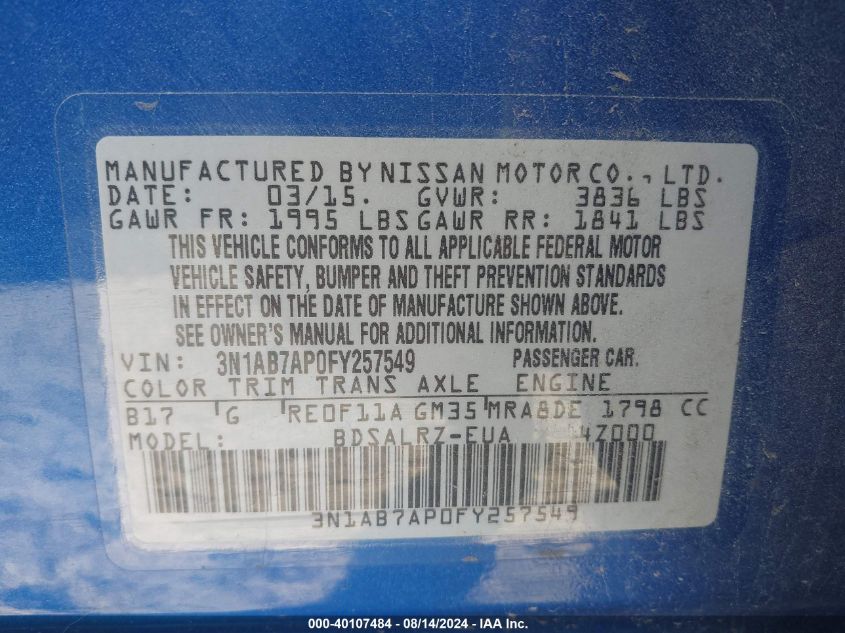 MANUFACTURED BY NISSAN MOTOR CO., LTD.
DATE: 03/15. GVWR: 3836 LBS
GAWR FR: 1995 LBS GAWR RR: 1841 LBS
THIS VEHICLE CONFORMS TO ALL APPLICABLE FEDERAL MOTOR
VEHICLE SAFETY, BUMPER AND THEFT PREVENTION STANDARDS
IN EFFECT ON THE DATE OF MANUFACTURE SHOWN ABOVE.
SEE OWNER'S MANUAL FOR ADDITIONAL INFORMATION.
VIN: 3N1AB7AP0FY257549 PASSENGER CAR.
COLOR TRIM TRANS AXLE ENGINE
B17 G RE0F11A GM35 MRA8DE 1798 CC
MODEL: BDSALRZ-EUA 4Z000
3N1AB7AP0FY257549
000-40107484 - 08/14/2024 - IAA Inc.